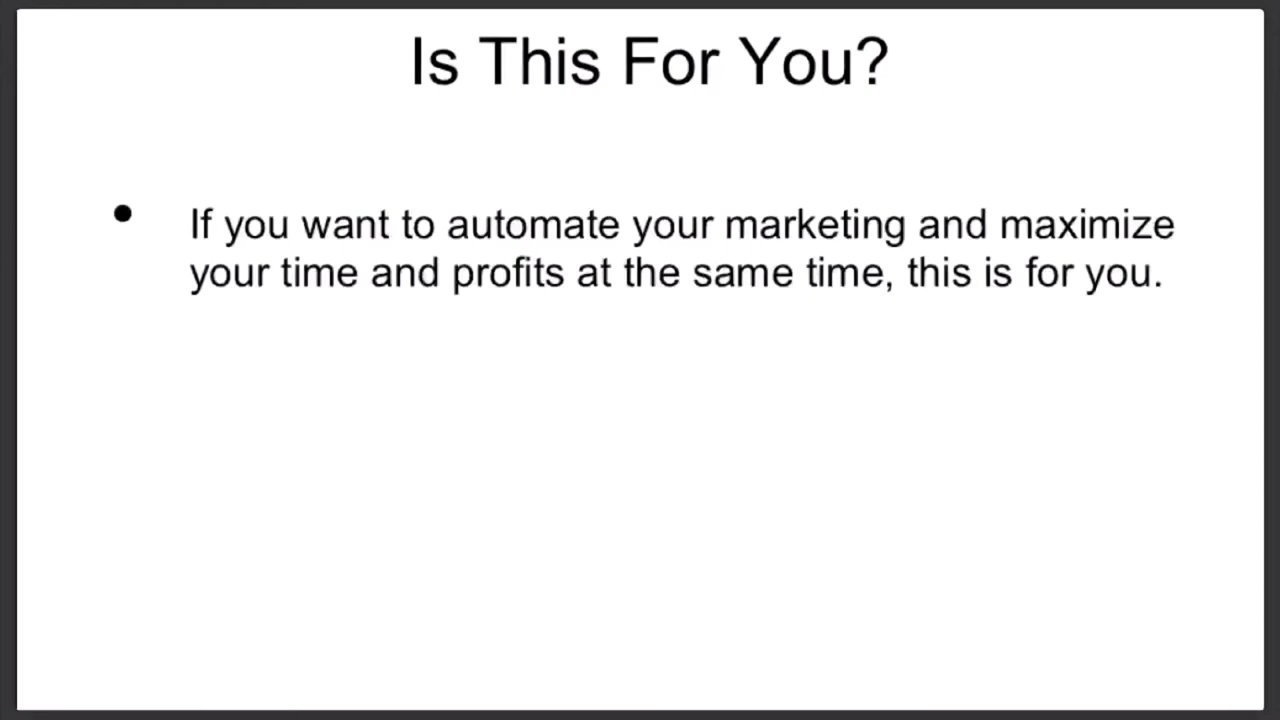 Is This For You?
• If you want to automate your marketing and maximize
your time and profits at the same time, this is for you.